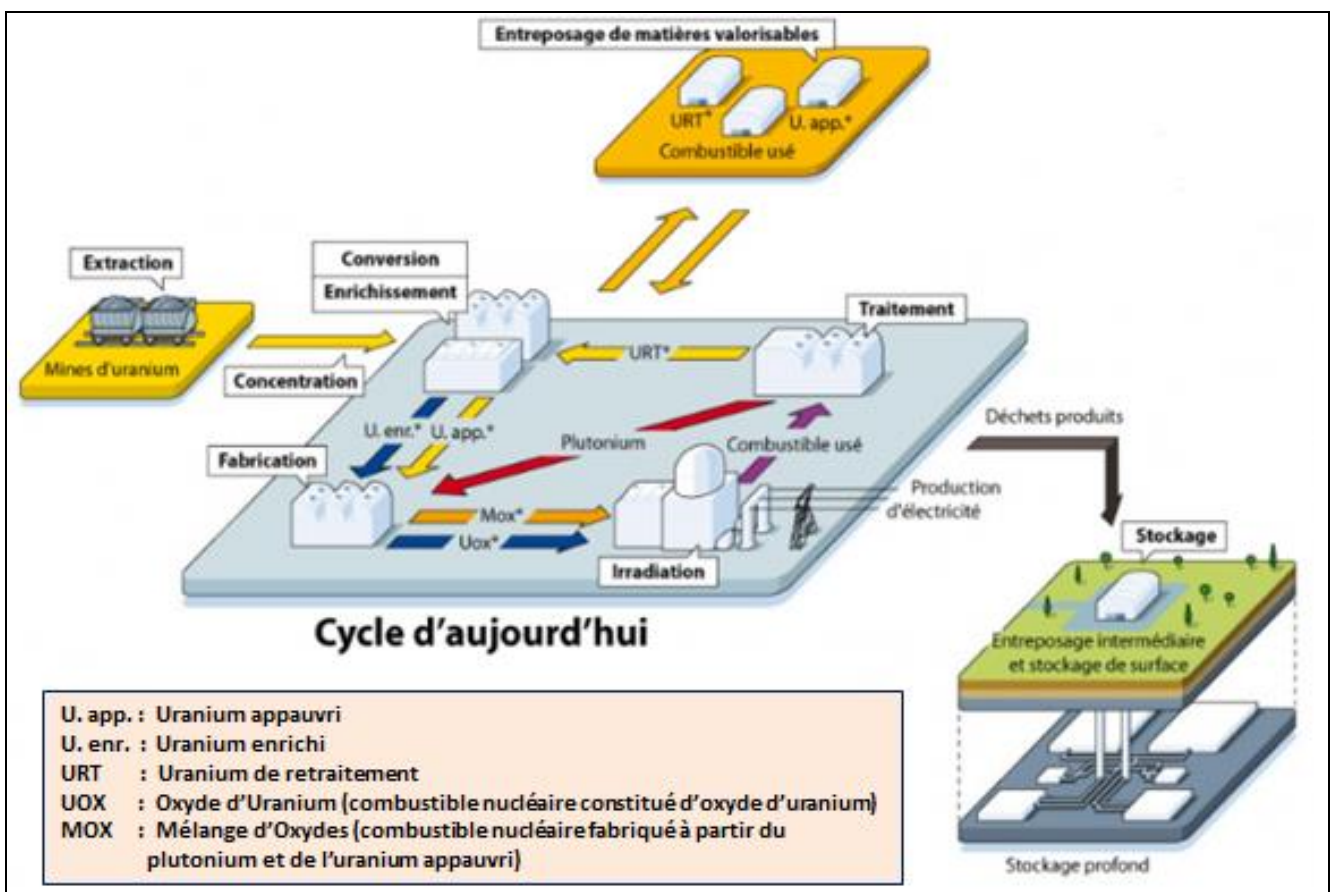 Entreposage de matières valorisables
URT*
U. app.*
Combustible usé
Extraction
Mines d'uranium
Concentration
Conversion
Enrichissement
Traitement
URT*
U. enr.*
U. app.*
Plutonium
Combustible usé
Fabrication
Mox*
Uox*
Irradiation
Production
d'électricité
Déchets produits
Cycle d’aujourd’hui
Stockage
Entreposage intermédiaire
et stockage de surface
Stockage profond
U. app. : Uranium appauvri
U. enr. : Uranium enrichi
URT : Uranium de retraitement
UOX : Oxyde d’Uranium (combustible nucléaire constitué d’oxyde d’uranium)
MOX : Mélange d’Oxydes (combustible nucléaire fabriqué à partir du
plutonium et de l’uranium appauvri)